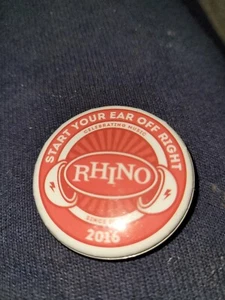 START YOUR EAR OFF RIGHT
CELEBRATING MUSIC
RHINO
SINCE
2016